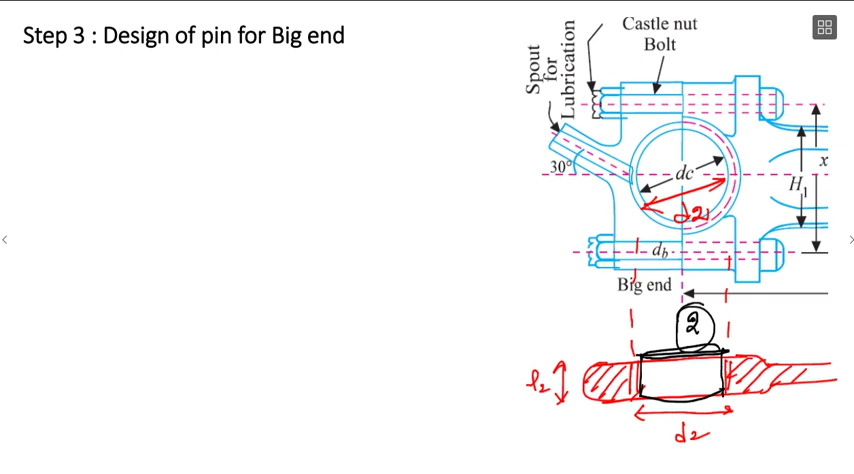 Step 3 : Design of pin for Big end
Castle nut
Bolt
Spout
for
Lubrication
30°
dc
d2
x
H1
db
Big end
2
l2
d2